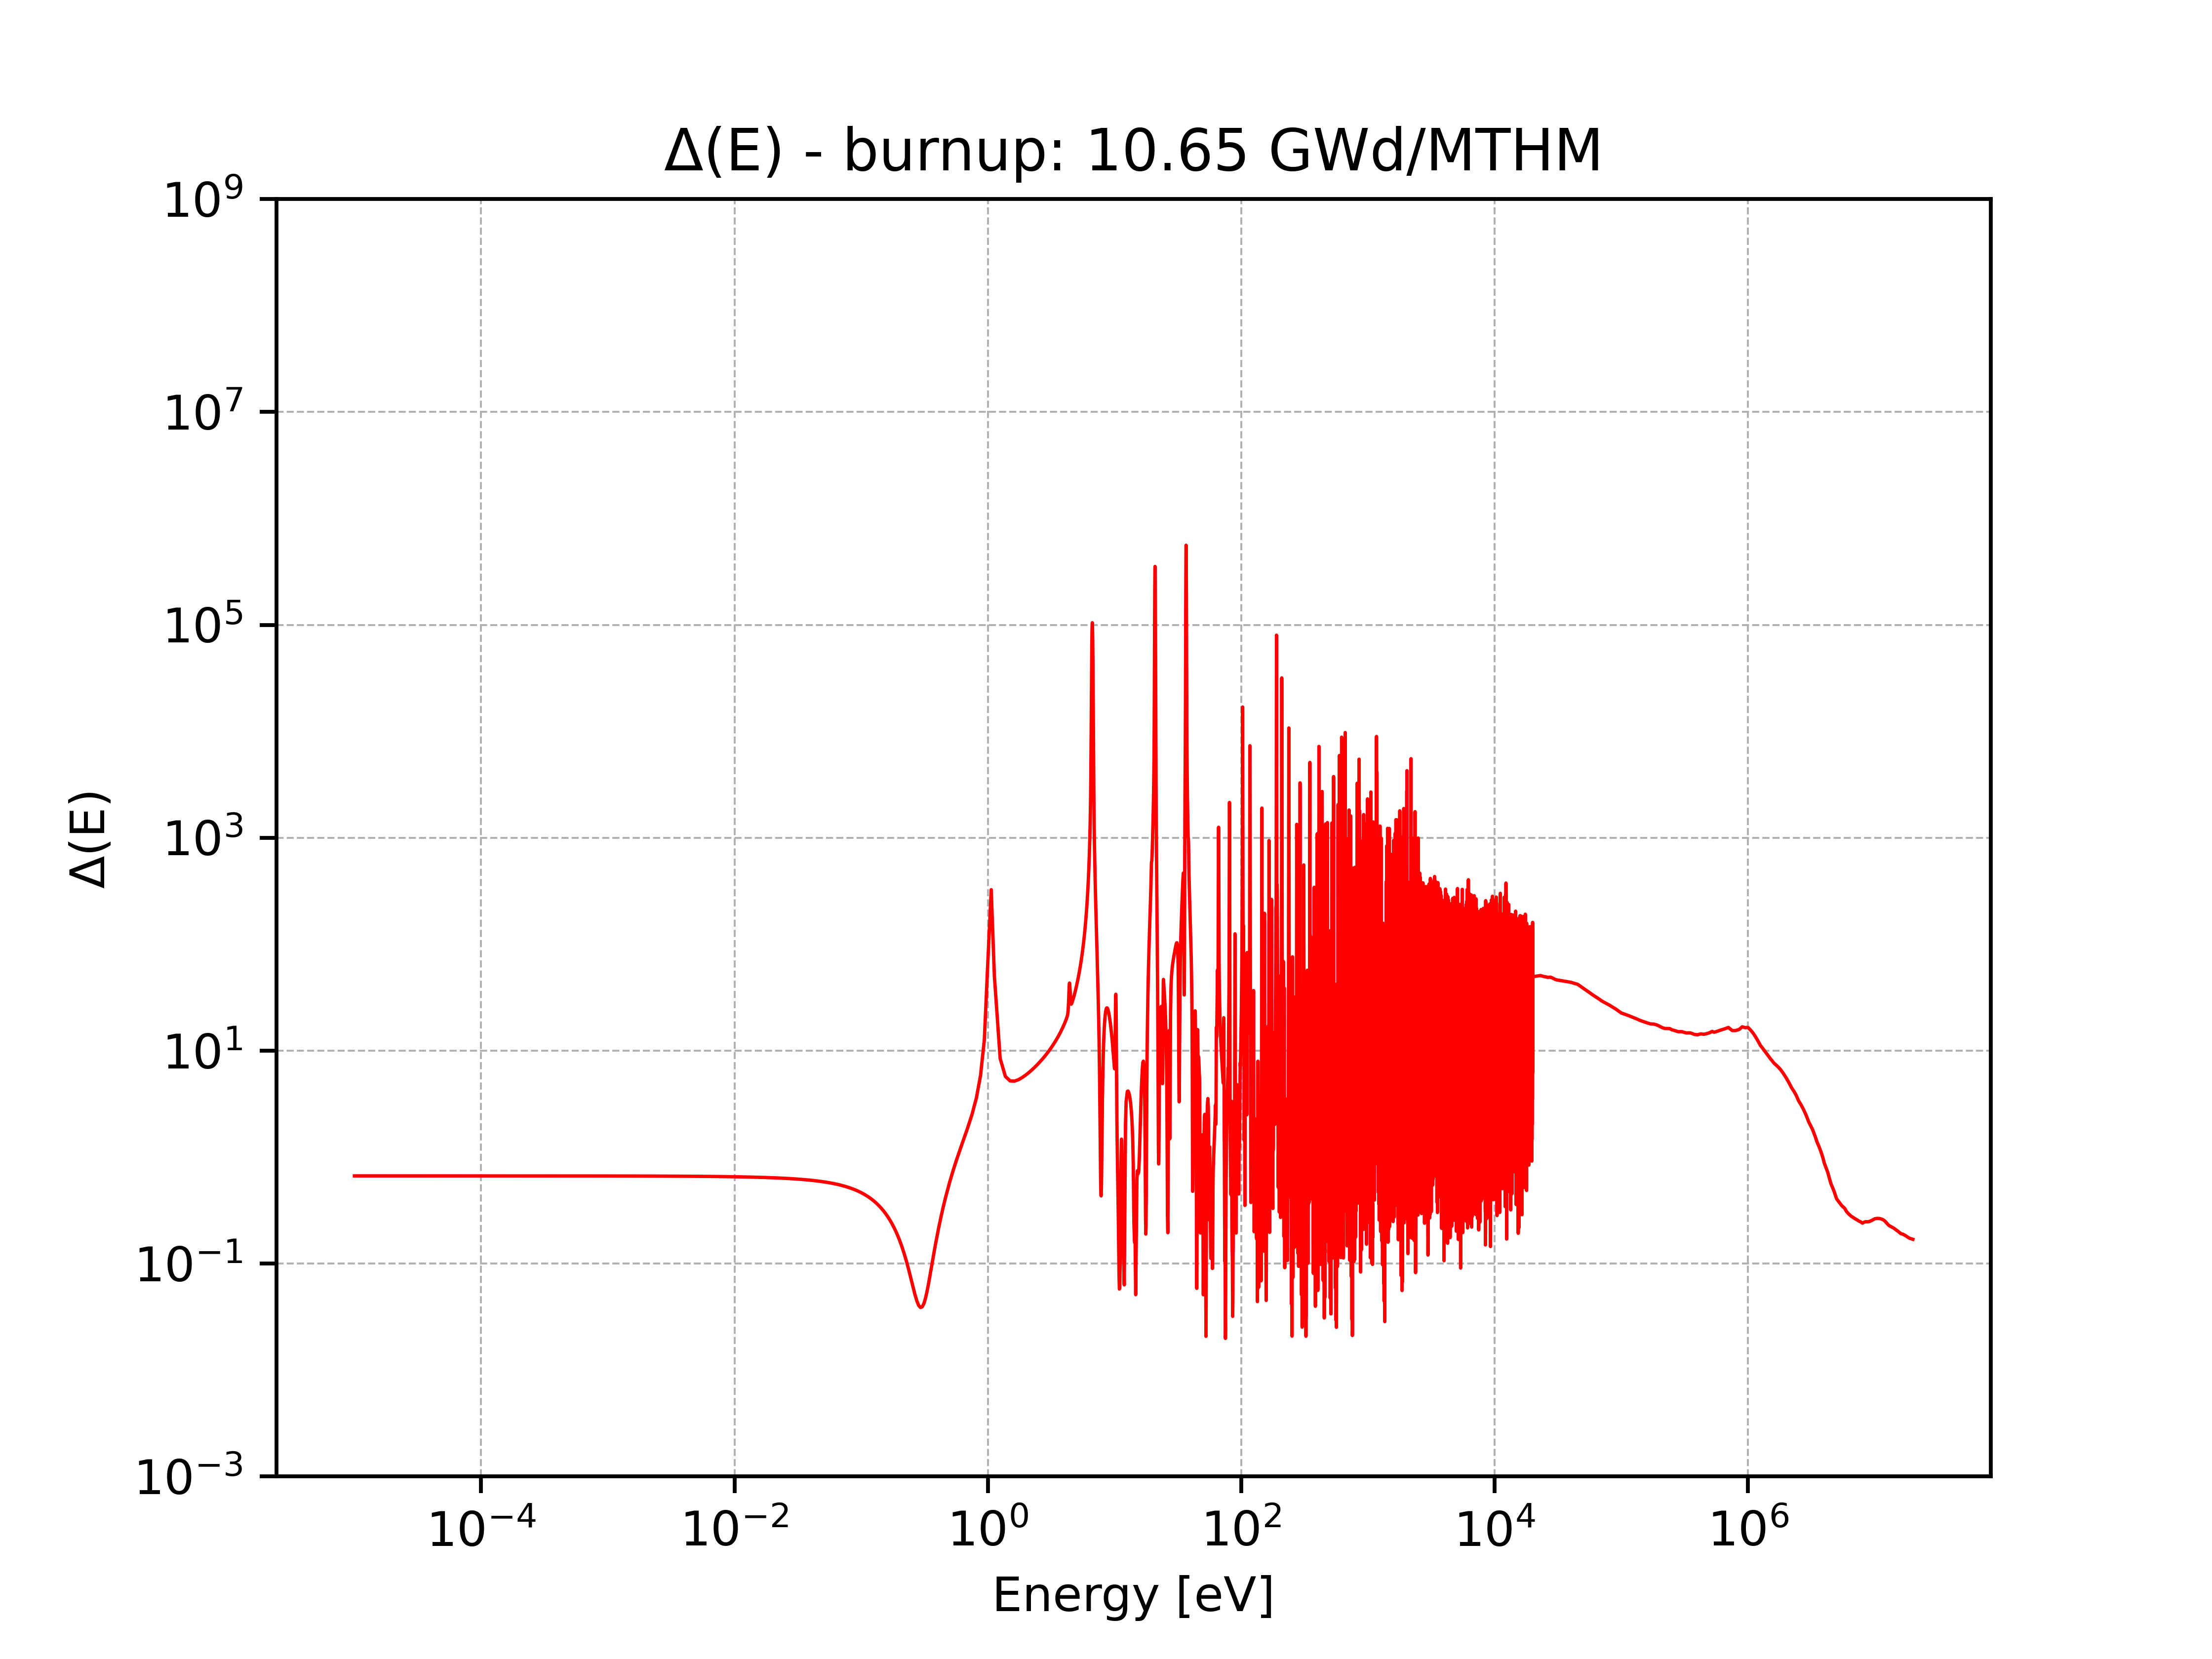 Δ(E) - burnup: 10.65 GWd/MTHM
10⁹
10⁷
10⁵
10³
10¹
10⁻¹
10⁻³
Δ(E)
10⁻⁴ 10⁻² 10⁰ 10² 10⁴ 10⁶
Energy [eV]